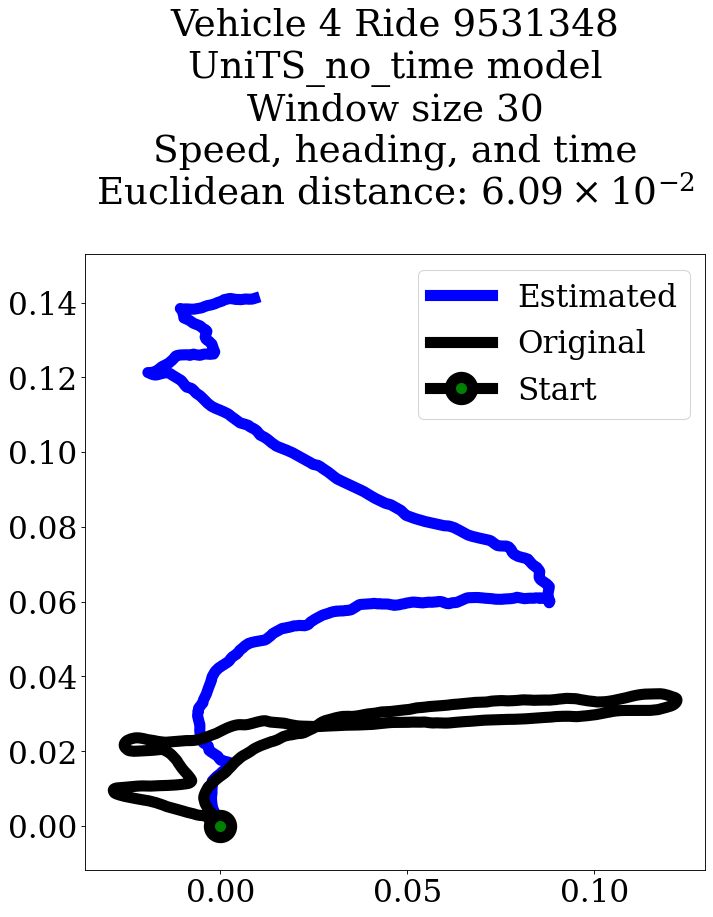 Vehicle 4 Ride 9531348
UniTS_no_time model
Window size 30
Speed, heading, and time
Euclidean distance: 6.09 × 10⁻²
Estimated
Original
Start
0.14
0.12
0.10
0.08
0.06
0.04
0.02
0.00
0.00 0.05 0.10